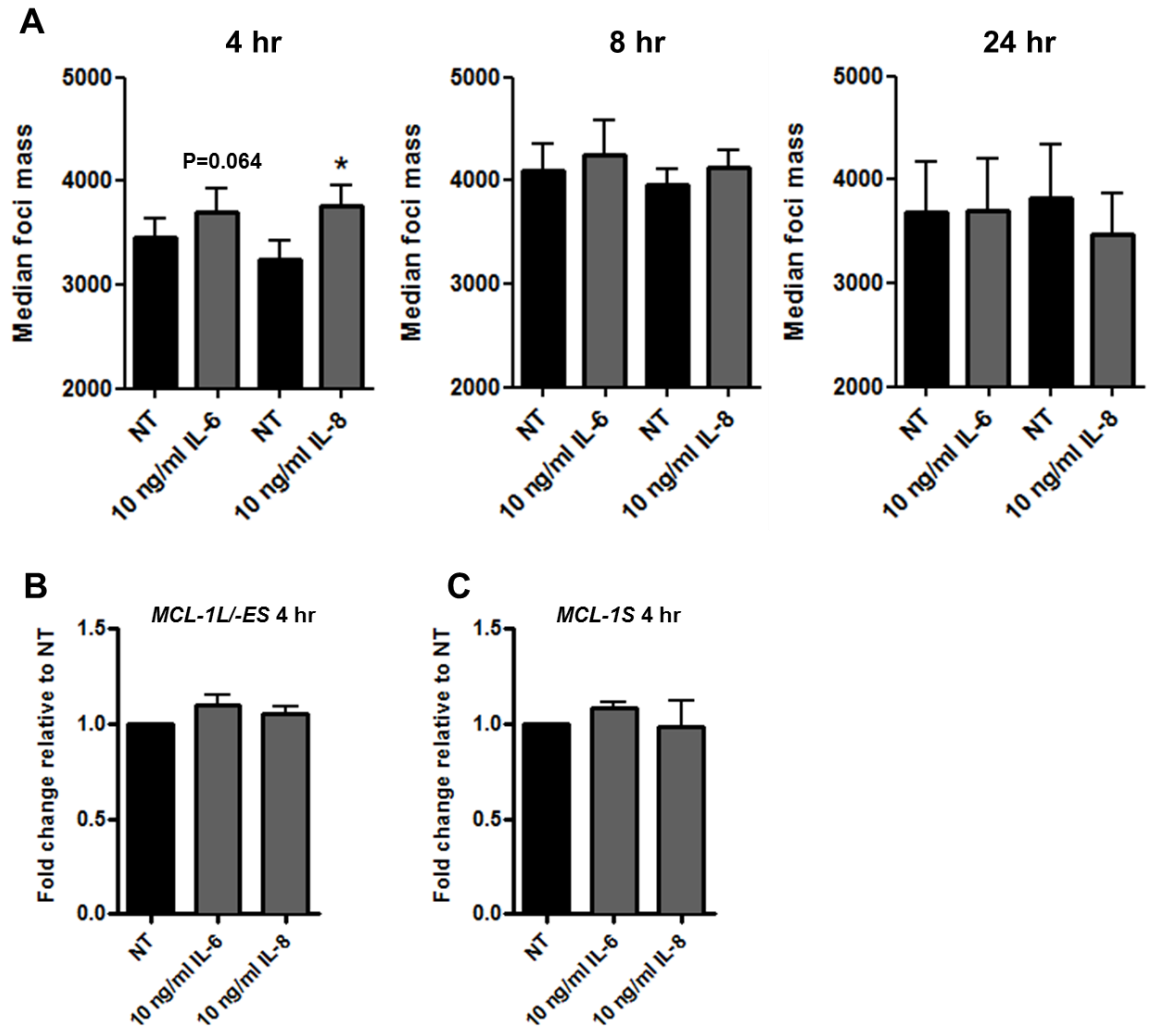 A
4 hr
8 hr
24 hr
Median foci mass
5000
4000
3000
2000
P=0.064
*
NT
10 ng/ml IL-6
NT
10 ng/ml IL-8
Median foci mass
5000
4000
3000
2000
NT
10 ng/ml IL-6
NT
10 ng/ml IL-8
Median foci mass
5000
4000
3000
2000
NT
10 ng/ml IL-6
NT
10 ng/ml IL-8
B
MCL-1L/-ES 4 hr
Fold change relative to NT
1.5
1.0
0.5
0.0
NT
10 ng/ml IL-6
10 ng/ml IL-8
C
MCL-1S 4 hr
Fold change relative to NT
1.5
1.0
0.5
0.0
NT
10 ng/ml IL-6
10 ng/ml IL-8